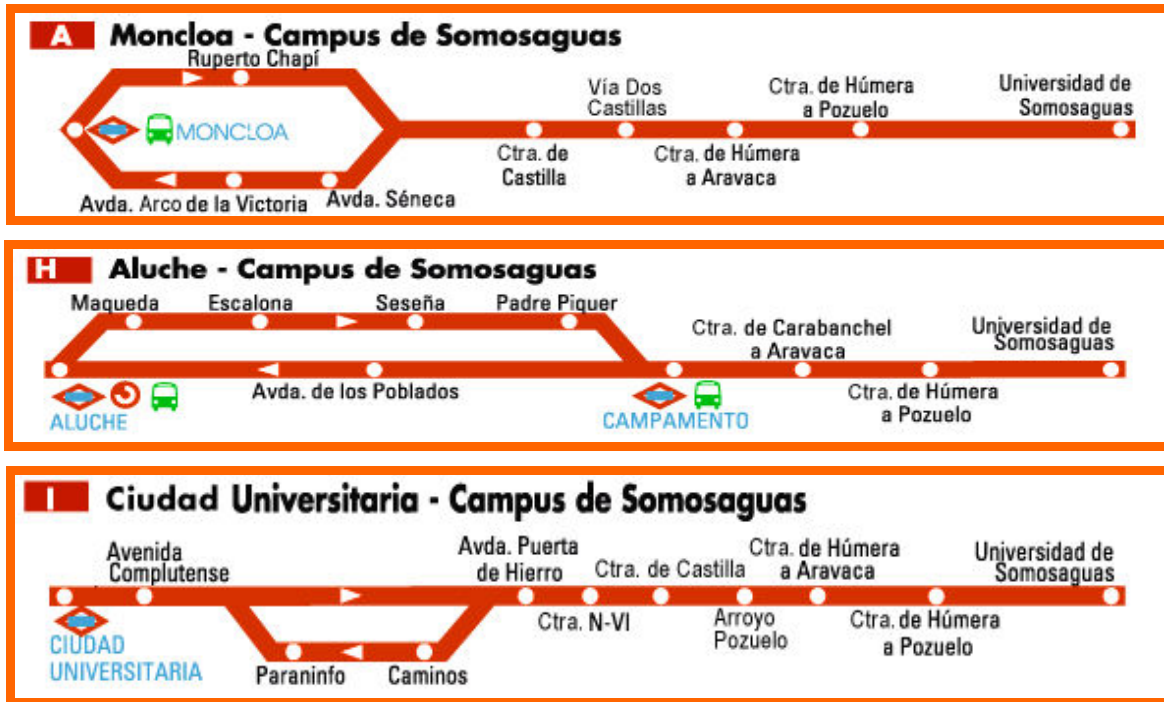 A Moncloa - Campus de Somosaguas
Ruperto Chapí
MONCLOA
Avda. Arco de la Victoria
Avda. Séneca
Ctra. de
Castilla
Vía Dos
Castillas
Ctra. de Húmera
a Aravaca
Ctra. de Húmera
a Pozuelo
Universidad de
Somosaguas
H Aluche - Campus de Somosaguas
Maqueda
Escalona
Seseña
Padre Piquer
ALUCHE
Avda. de los Poblados
CAMPAMENTO
Ctra. de Carabanchel
a Aravaca
Ctra. de Húmera
a Pozuelo
Universidad de
Somosaguas
I Ciudad Universitaria - Campus de Somosaguas
CIUDAD
UNIVERSITARIA
Avenida
Complutense
Paraninfo
Caminos
Avda. Puerta
de Hierro
Ctra. N-VI
Ctra. de Castilla
Arroyo
Pozuelo
Ctra. de Húmera
a Aravaca
Ctra. de Húmera
a Pozuelo
Universidad de
Somosaguas